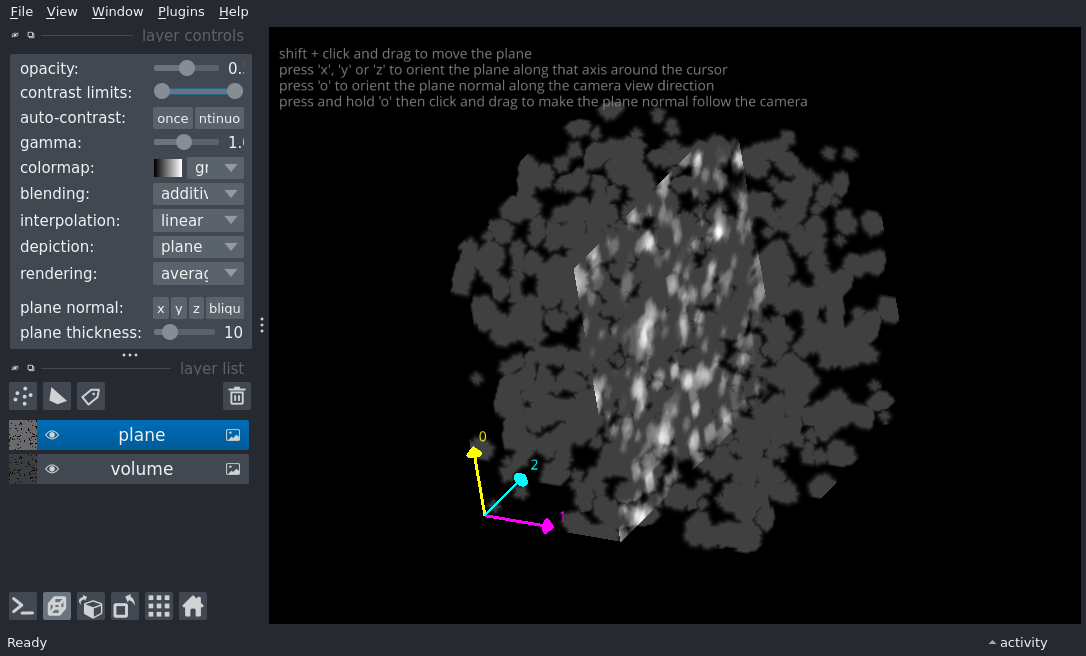 File View Window Plugins Help
layer controls
opacity: 0.
contrast limits:
auto-contrast: once ntinuo
gamma: 1.
colormap: gr
blending: additiv
interpolation: linear
depiction: plane
rendering: averag
plane normal: x y z bliqu
plane thickness: 10
layer list
plane
volume
shift + click and drag to move the plane
press 'x', 'y' or 'z' to orient the plane along that axis around the cursor
press 'o' to orient the plane normal along the camera view direction
press and hold 'o' then click and drag to make the plane normal follow the camera
0
2
1
Ready
activity